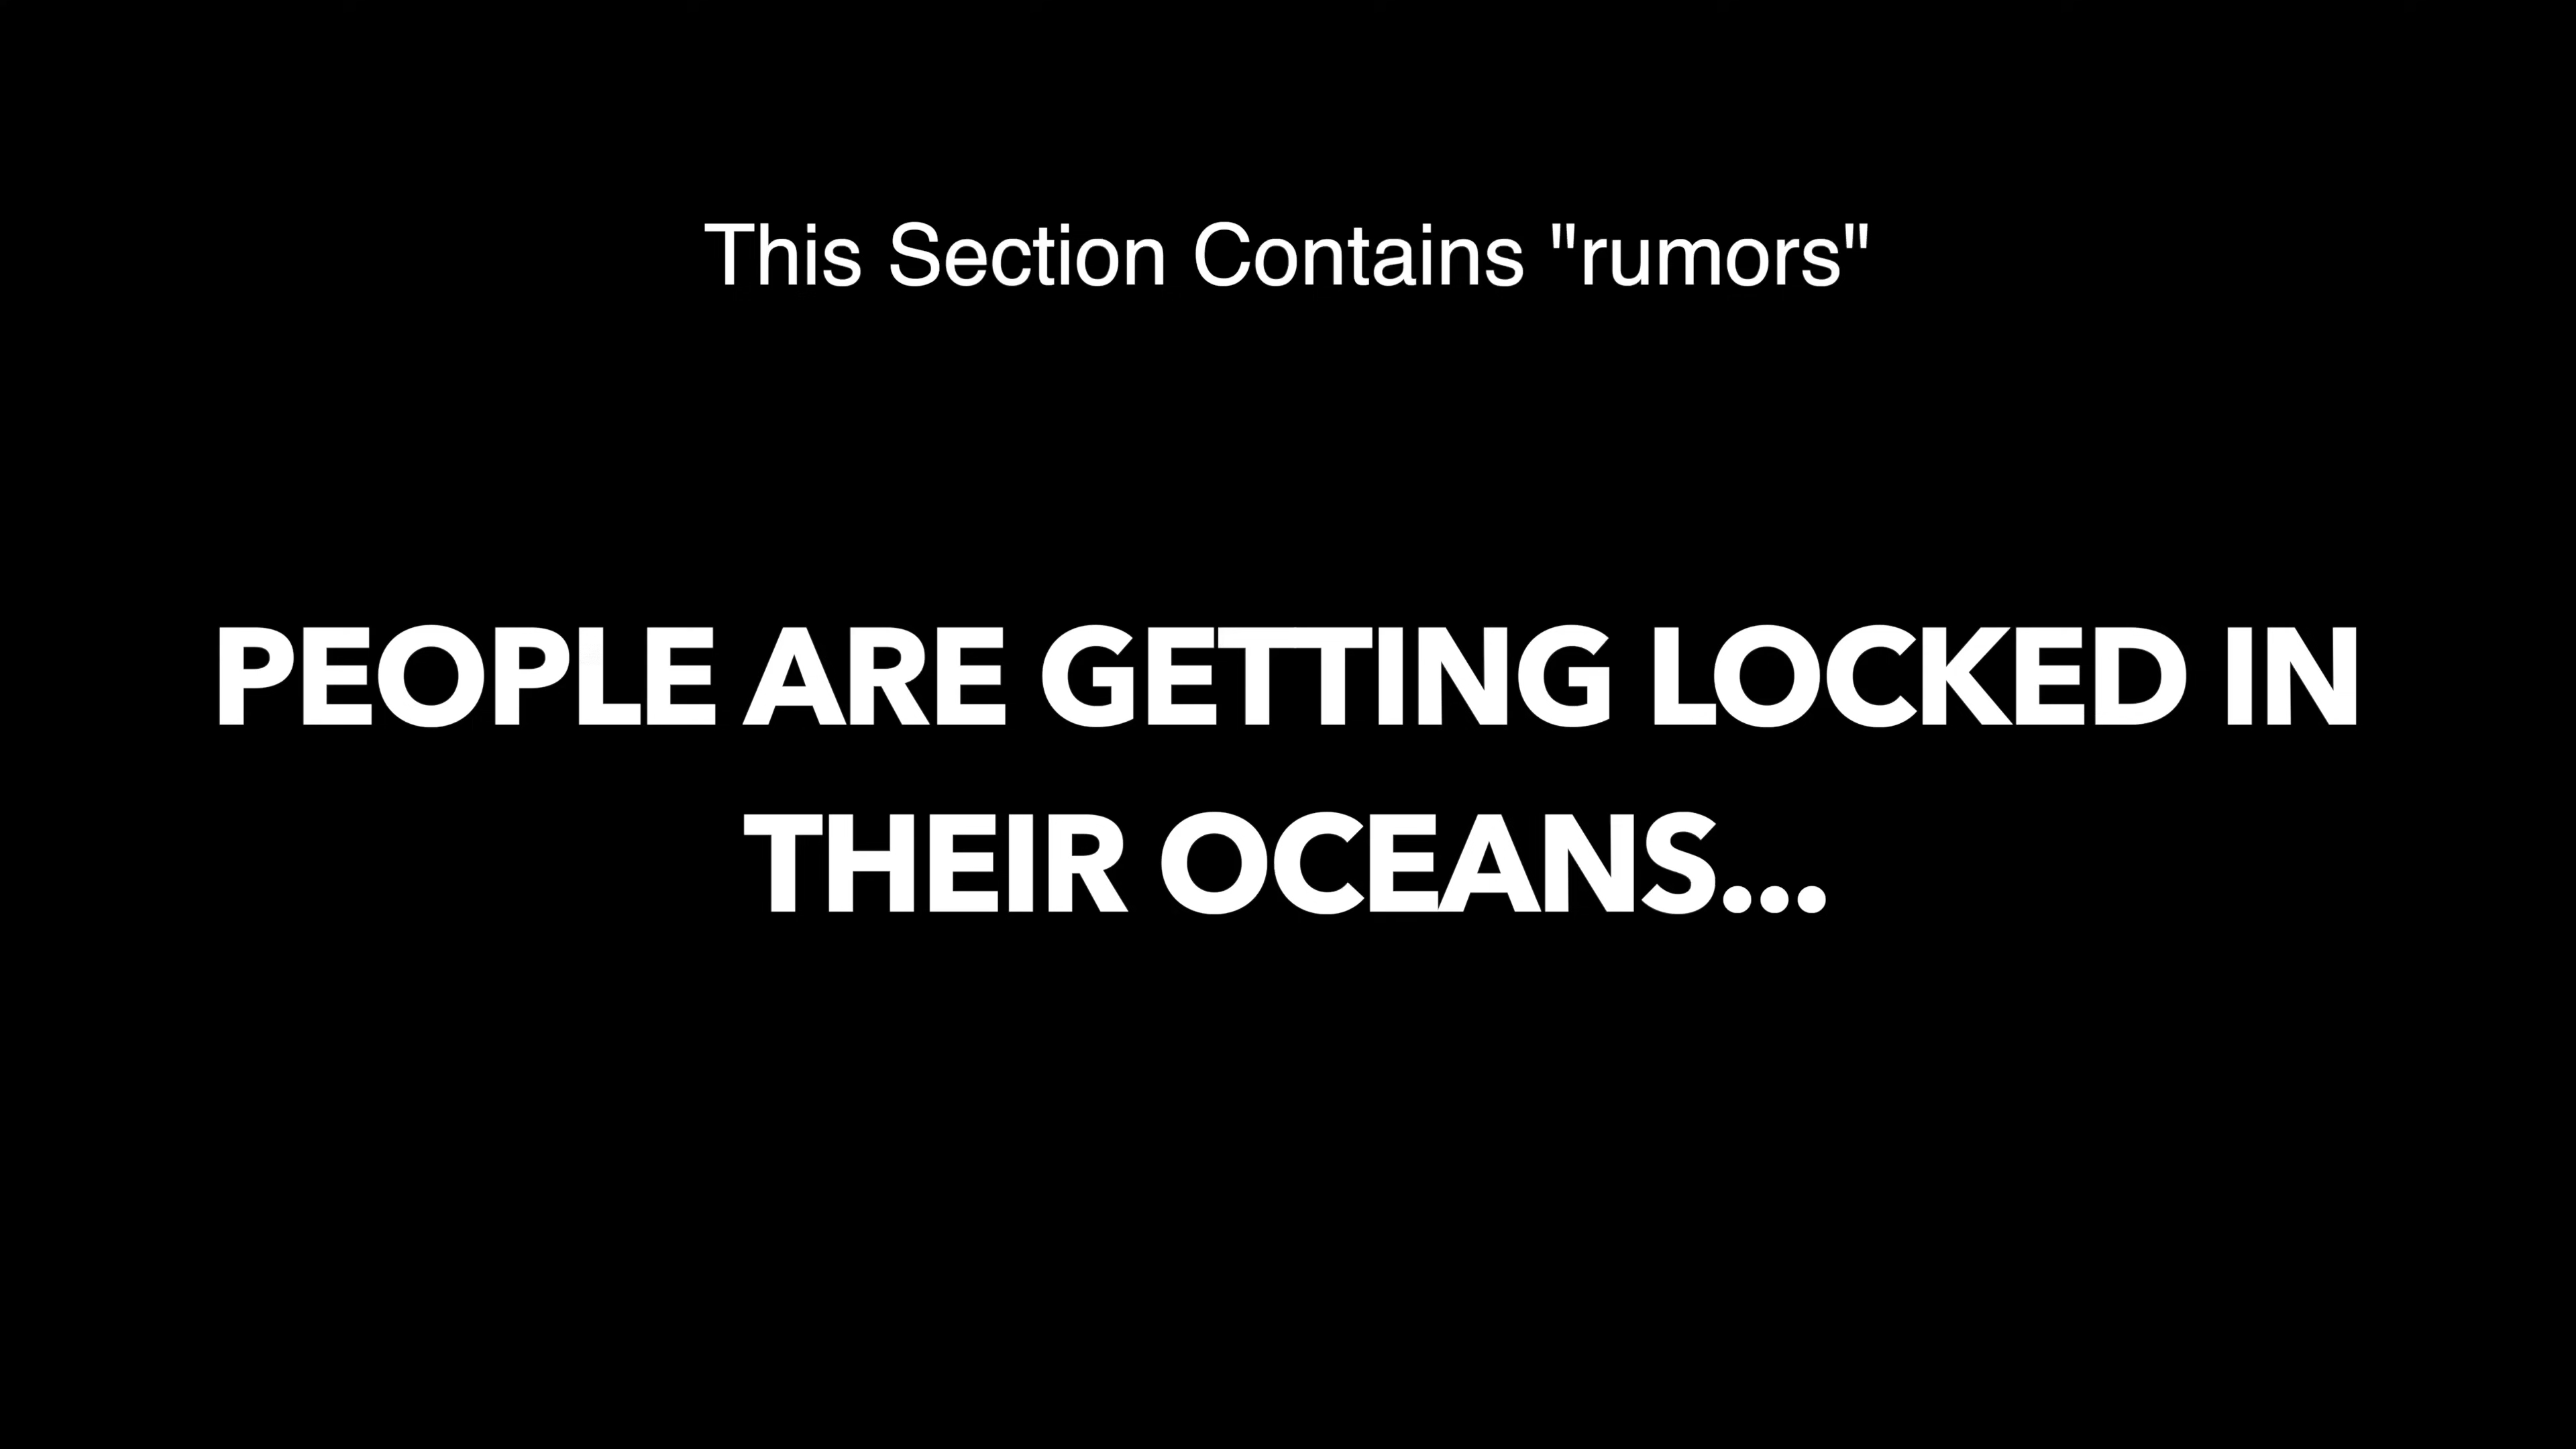 This Section Contains "rumors"
PEOPLE ARE GETTING LOCKED IN
THEIR OCEANS...